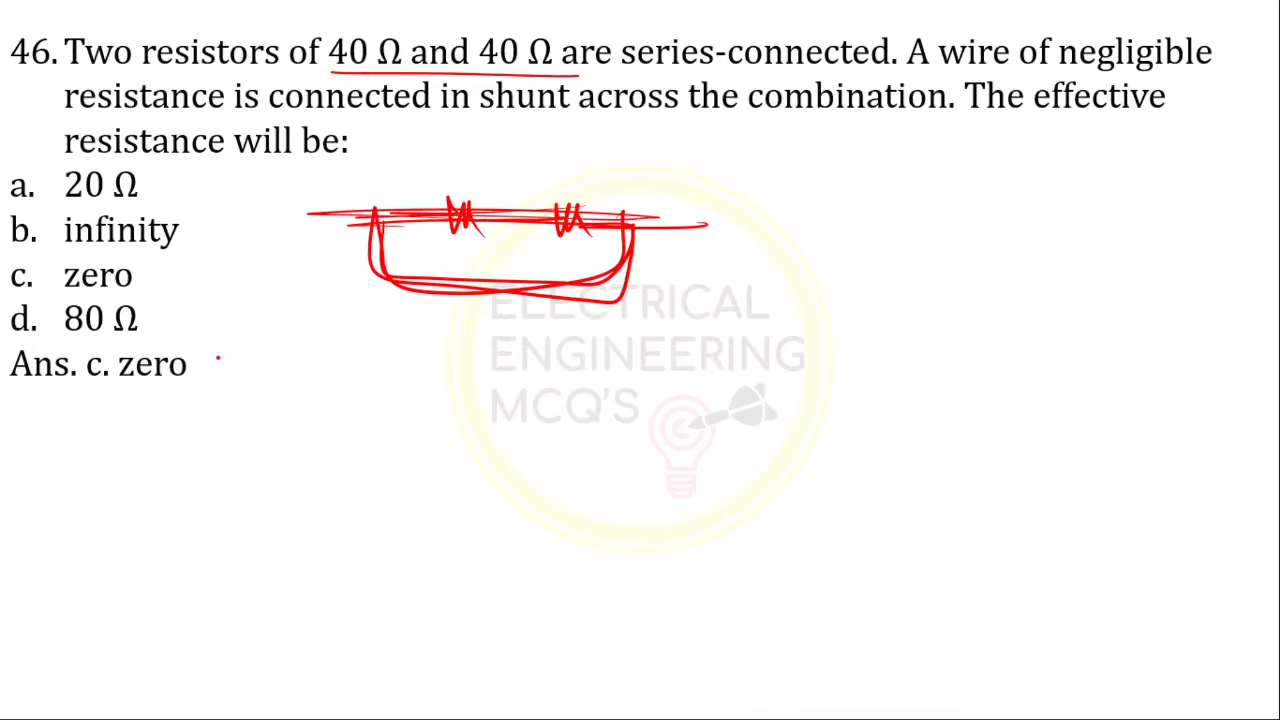 46. Two resistors of 40 Ω and 40 Ω are series-connected. A wire of negligible
resistance is connected in shunt across the combination. The effective
resistance will be:
a. 20 Ω
b. infinity
c. zero
d. 80 Ω
Ans. c. zero
ELECTRICAL
ENGINEERING
MCQ'S